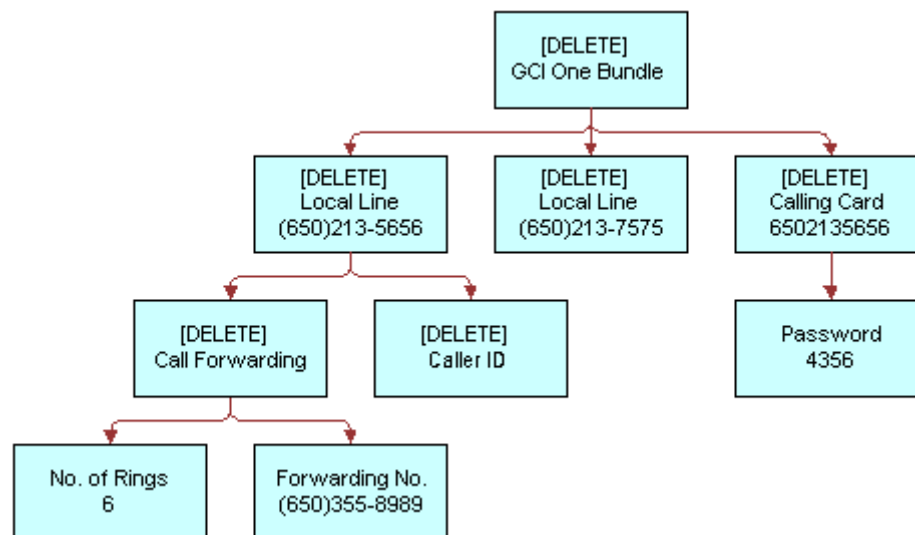 [DELETE]
GCI One Bundle
[DELETE]
Local Line
(650)213-5656
[DELETE]
Local Line
(650)213-7575
[DELETE]
Calling Card
6502135656
[DELETE]
Call Forwarding
[DELETE]
Caller ID
Password
4356
No. of Rings
6
Forwarding No.
(650)355-8989